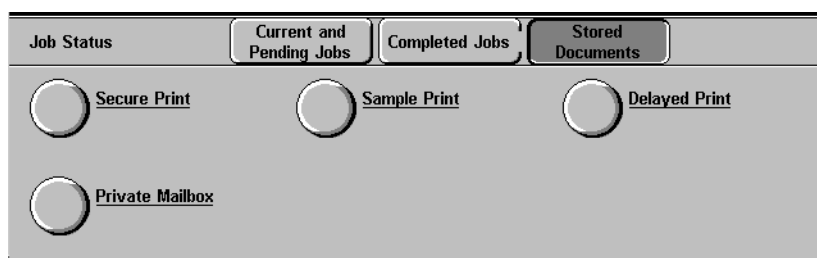 Job Status
Current and
Pending Jobs
Completed Jobs
Stored
Documents
Secure Print
Sample Print
Delayed Print
Private Mailbox